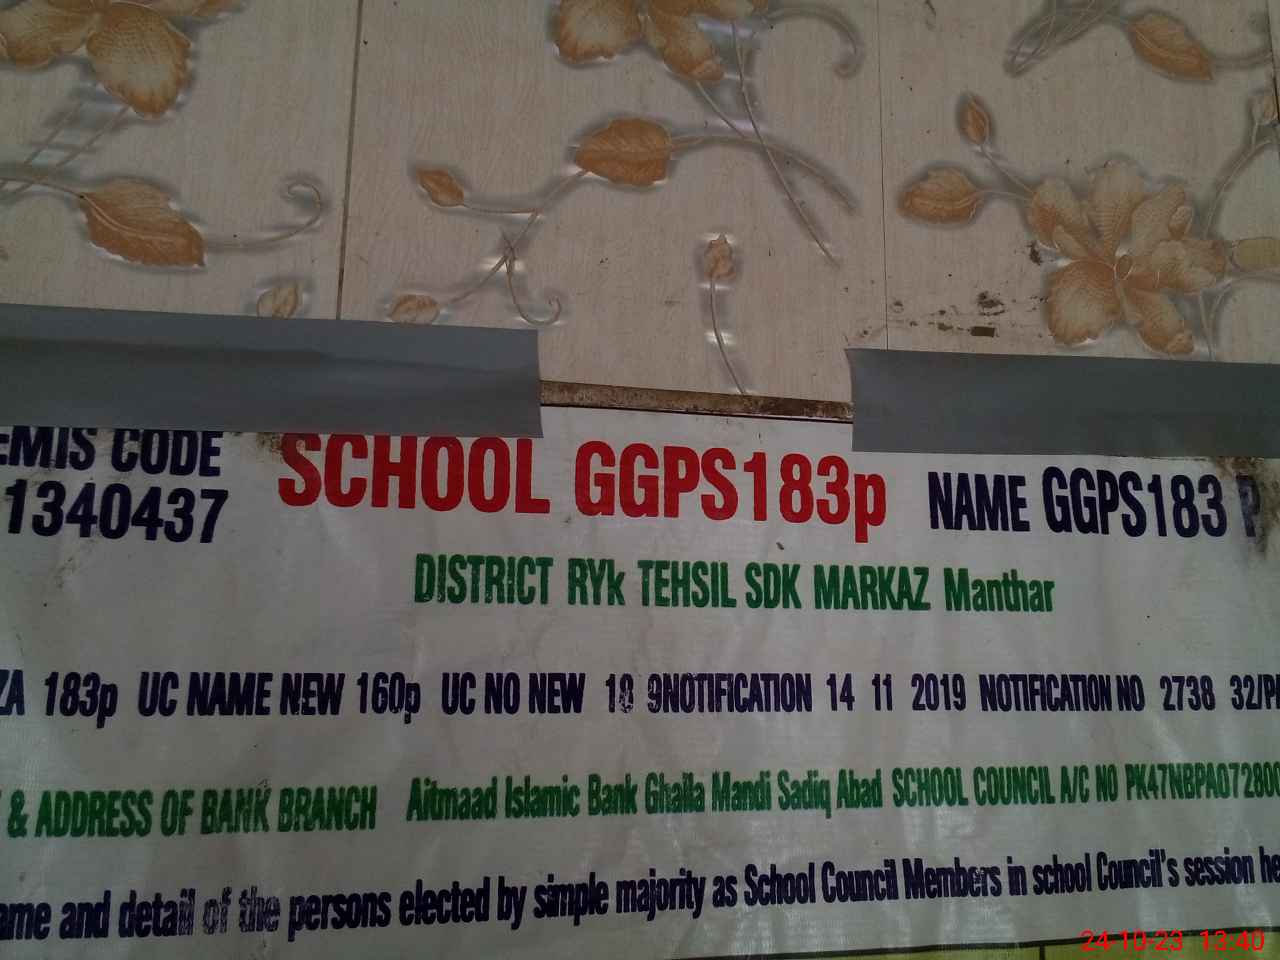 EMIS CODE
1340437
SCHOOL GGPS183p
NAME GGPS183 P
DISTRICT RYk TEHSIL SDK MARKAZ Manthar
ZA 183p UC NAME NEW 160p UC NO NEW 18 9NOTIFICATION 14 11 2019 NOTIFICATION NO 2738 32/P
& ADDRESS OF BANK BRANCH Aitmaad Islamic Bank Ghalla Mandi Sadiq Abad SCHOOL COUNCIL A/C NO PK47NBPA072800
ame and detail of the persons elected by simple majority as School Council Members in school Council's session he
24-10-23 13:40